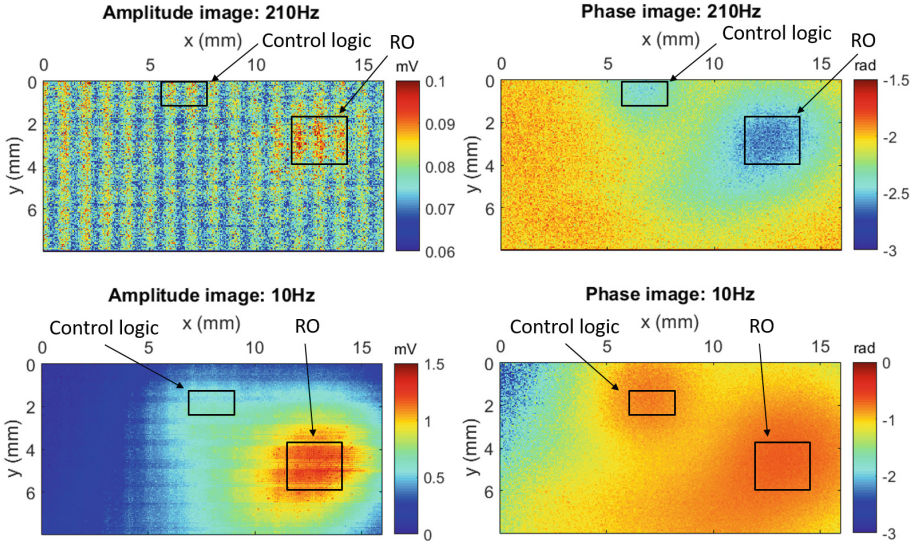 Amplitude image: 210Hz
x (mm)
Control logic
RO
0 5 10 15
mV
y (mm)
0
2
4
6
0.1
0.09
0.08
0.07
0.06
Phase image: 210Hz
x (mm)
Control logic
RO
5 10 15
rad
y (mm)
0
2
4
6
-1.5
-2
-2.5
-3
Amplitude image: 10Hz
Control logic
x (mm)
RO
0 5 10 15
mV
y (mm)
0
2
4
6
1.5
1
0.5
0
Phase image: 10Hz
Control logic
x (mm)
RO
5 10 15
rad
y (mm)
0
2
4
6
0
-1
-2
-3